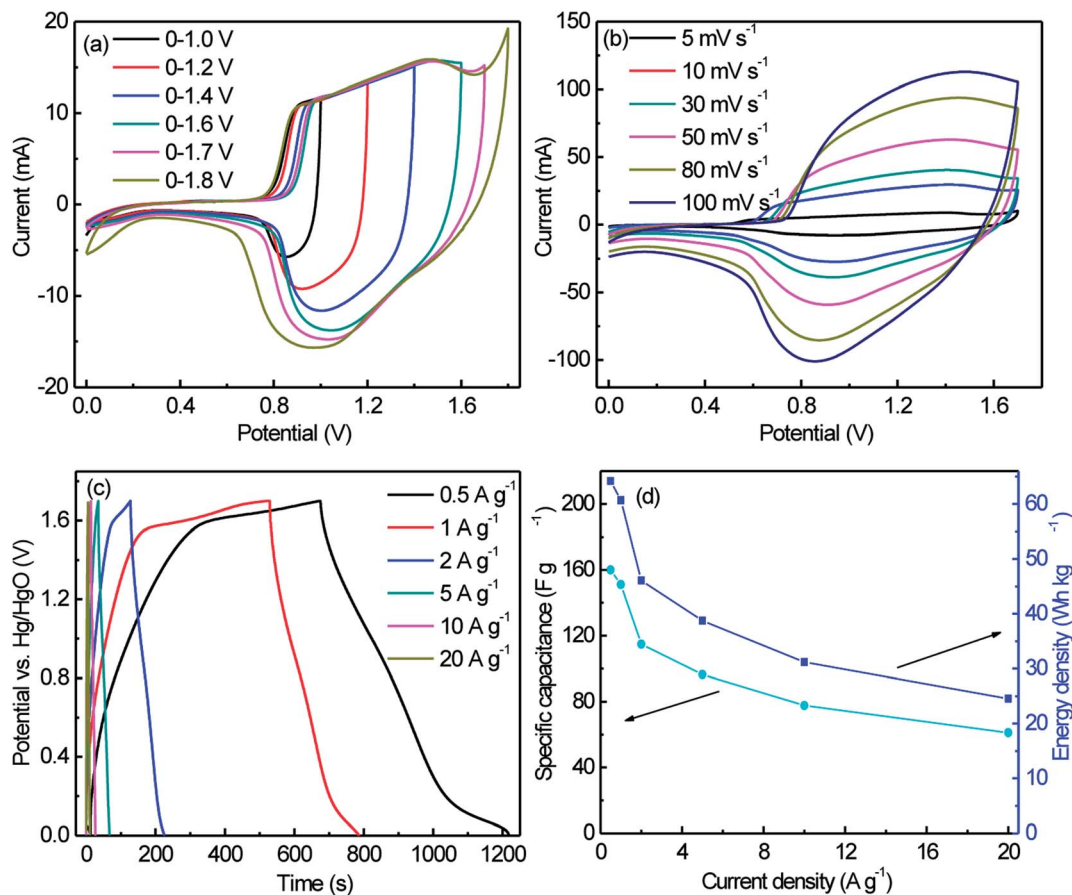 (a)
0-1.0 V
0-1.2 V
0-1.4 V
0-1.6 V
0-1.7 V
0-1.8 V
20
10
0
-10
-20
Current (mA)
0.0 0.4 0.8 1.2 1.6
Potential (V)
(b)
5 mV s⁻¹
10 mV s⁻¹
30 mV s⁻¹
50 mV s⁻¹
80 mV s⁻¹
100 mV s⁻¹
150
100
50
0
-50
-100
Current (mA)
0.0 0.4 0.8 1.2 1.6
Potential (V)
(c)
0.5 A g⁻¹
1 A g⁻¹
2 A g⁻¹
5 A g⁻¹
10 A g⁻¹
20 A g⁻¹
1.6
1.2
0.8
0.4
0.0
Potential vs. Hg/HgO (V)
0 200 400 600 800 1000 1200
Time (s)
(d)
200
160
120
80
40
0
Specific capacitance (F g⁻¹
60
50
40
30
20
10
0
Energy density (Wh kg⁻¹
0 5 10 15 20
Current density (A g⁻¹)